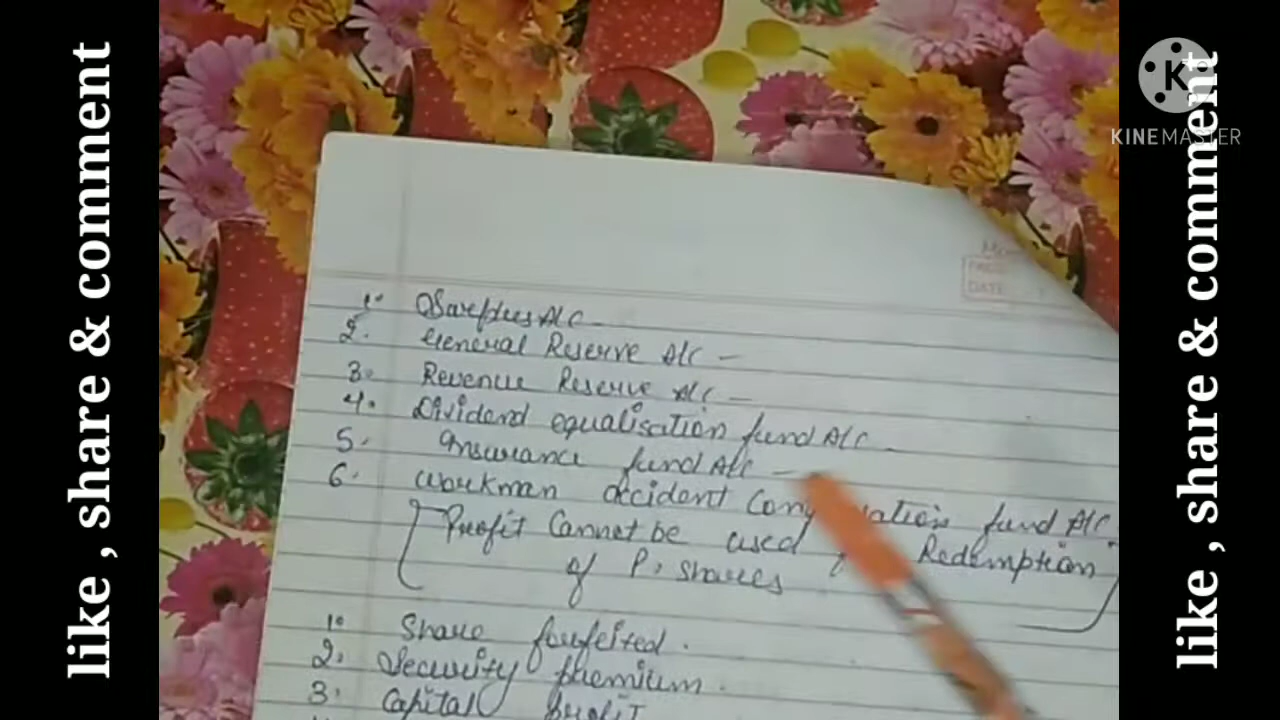 like , share & comment
KINEMASTER
like , share & comment
DATE
1. Surplus A/C -
2. General Reserve A/C -
3. Revenue Reserve A/C -
4. Dividend equalisation fund A/C -
5. Insurance fund A/C -
6. Workman accident fund A/C
Profit Cannot be used Redemption
of P. Shares
1. Share forfeited .
2. Security premium .
3. Capital profit